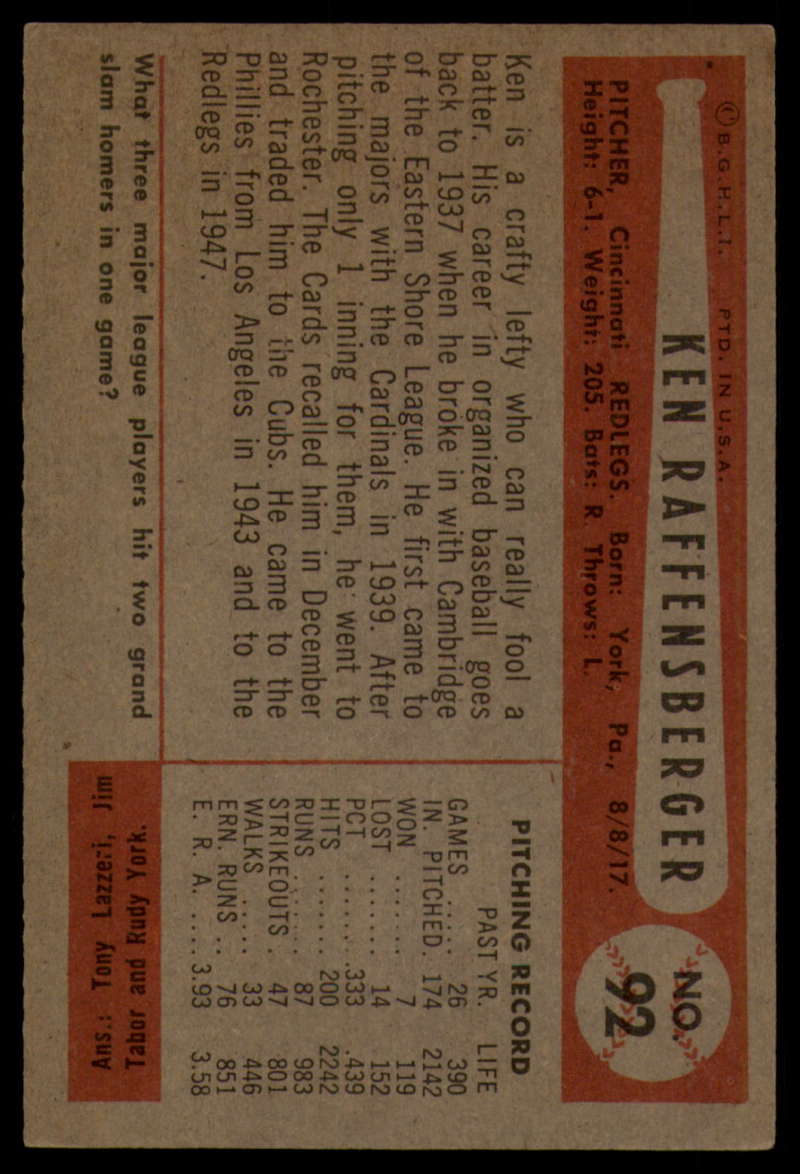 © B.G.H.L.I. PTD. IN U.S.A.
KEN RAFFENSBERGER
NO.
92
PITCHER, Cincinnati REDLEGS. Born: York, Pa., 8/8/17.
Height: 6-1. Weight: 205. Bats: R. Throws: L.
Ken is a crafty lefty who can really fool a
batter. His career in organized baseball goes
back to 1937 when he broke in with Cambridge
of the Eastern Shore League. He first came to
the majors with the Cardinals in 1939. After
pitching only 1 inning for them, he went to
Rochester. The Cards recalled him in December
and traded him to the Cubs. He came to the
Phillies from Los Angeles in 1943 and to the
Redlegs in 1947.
PITCHING RECORD
PAST YR. LIFE
GAMES ..... 26 390
IN. PITCHED. 174 2142
WON ....... 7 119
LOST ....... 14 152
PCT ....... .333 .439
HITS ....... 200 2242
RUNS ...... 87 983
STRIKEOUTS . 47 801
WALKS ..... 33 446
ERN. RUNS .. 76 851
E. R. A. .... 3.93 3.58
What three major league players hit two grand
slam homers in one game?
Ans.: Tony Lazzeri, Jim
Tabor and Rudy York.